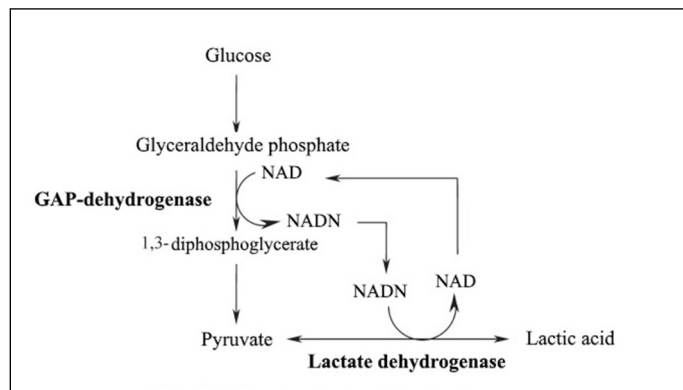 Glucose
Glyceraldehyde phosphate
NAD
GAP-dehydrogenase
NADN
1,3-diphosphoglycerate
NADN
NAD
Pyruvate
Lactic acid
Lactate dehydrogenase